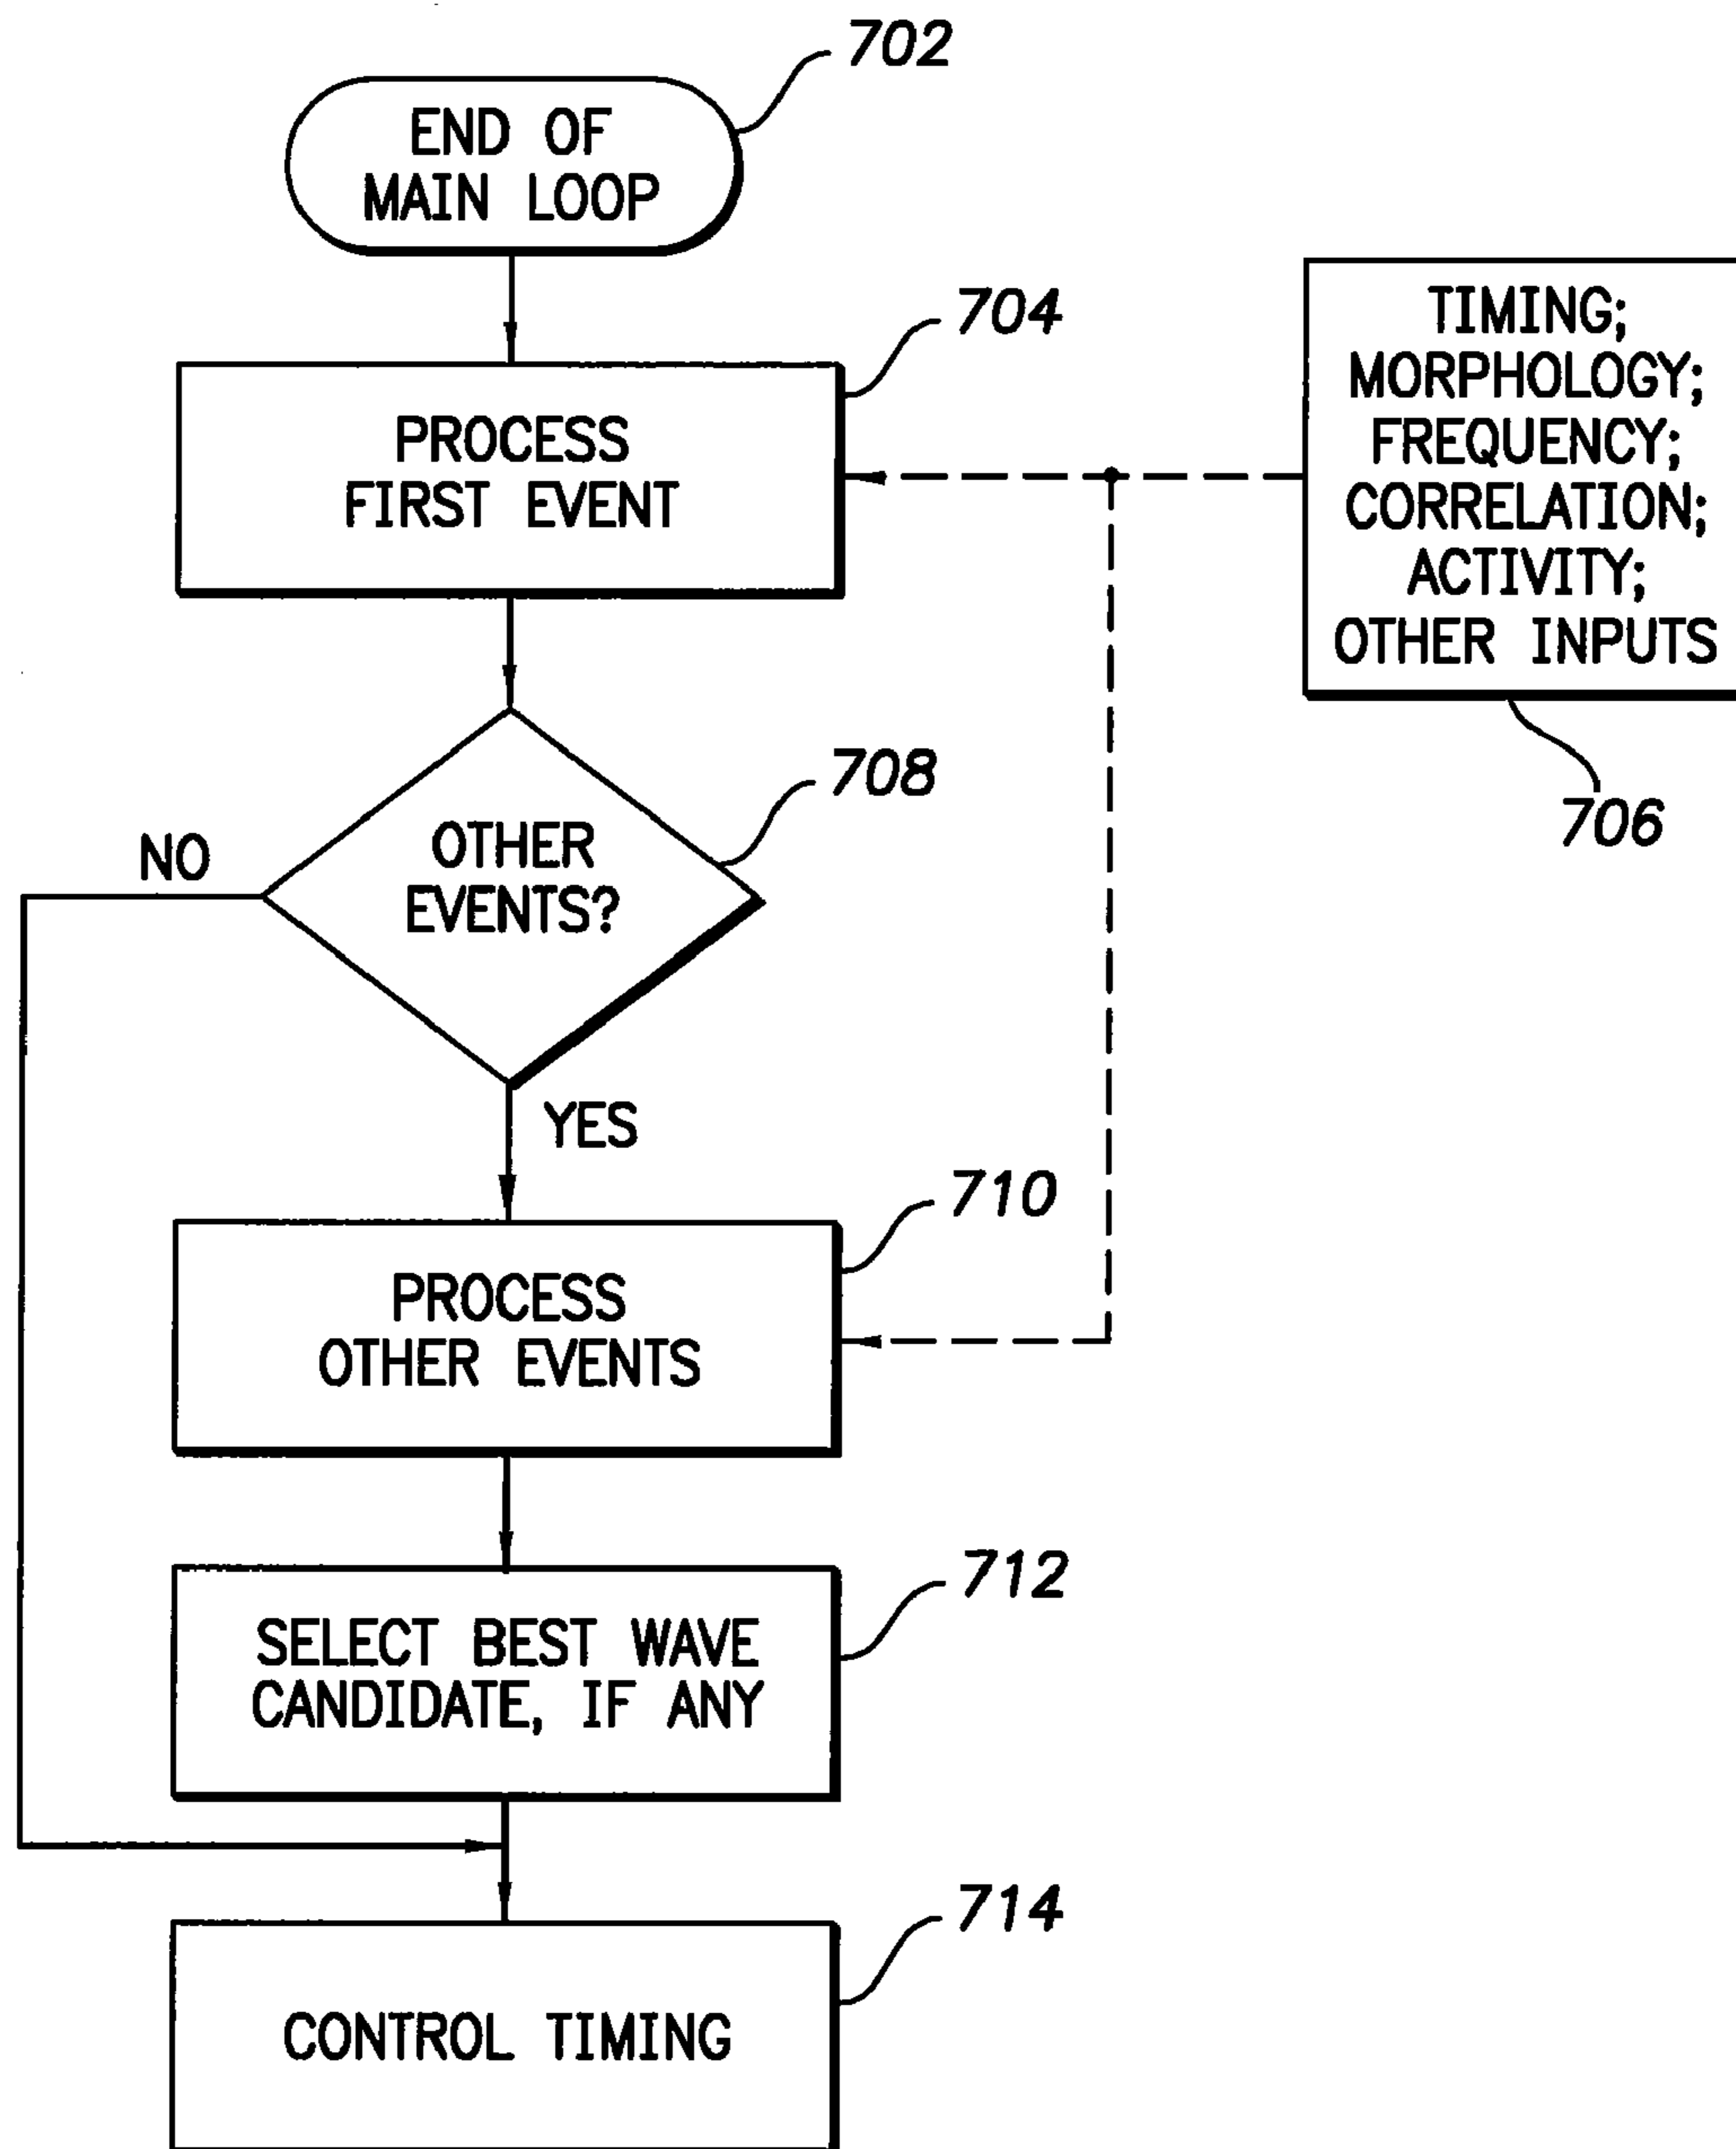 702
END OF
MAIN LOOP
704
PROCESS
FIRST EVENT
TIMING;
MORPHOLOGY;
FREQUENCY;
CORRELATION;
ACTIVITY;
OTHER INPUTS
706
708
OTHER
EVENTS?
NO
YES
710
PROCESS
OTHER EVENTS
712
SELECT BEST WAVE
CANDIDATE, IF ANY
714
CONTROL TIMING